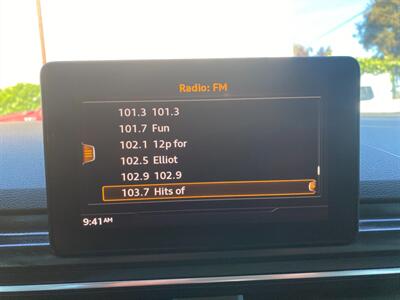 Radio: FM
101.3 101.3
101.7 Fun
102.1 12p for
102.5 Elliot
102.9 102.9
103.7 Hits of
9:41AM